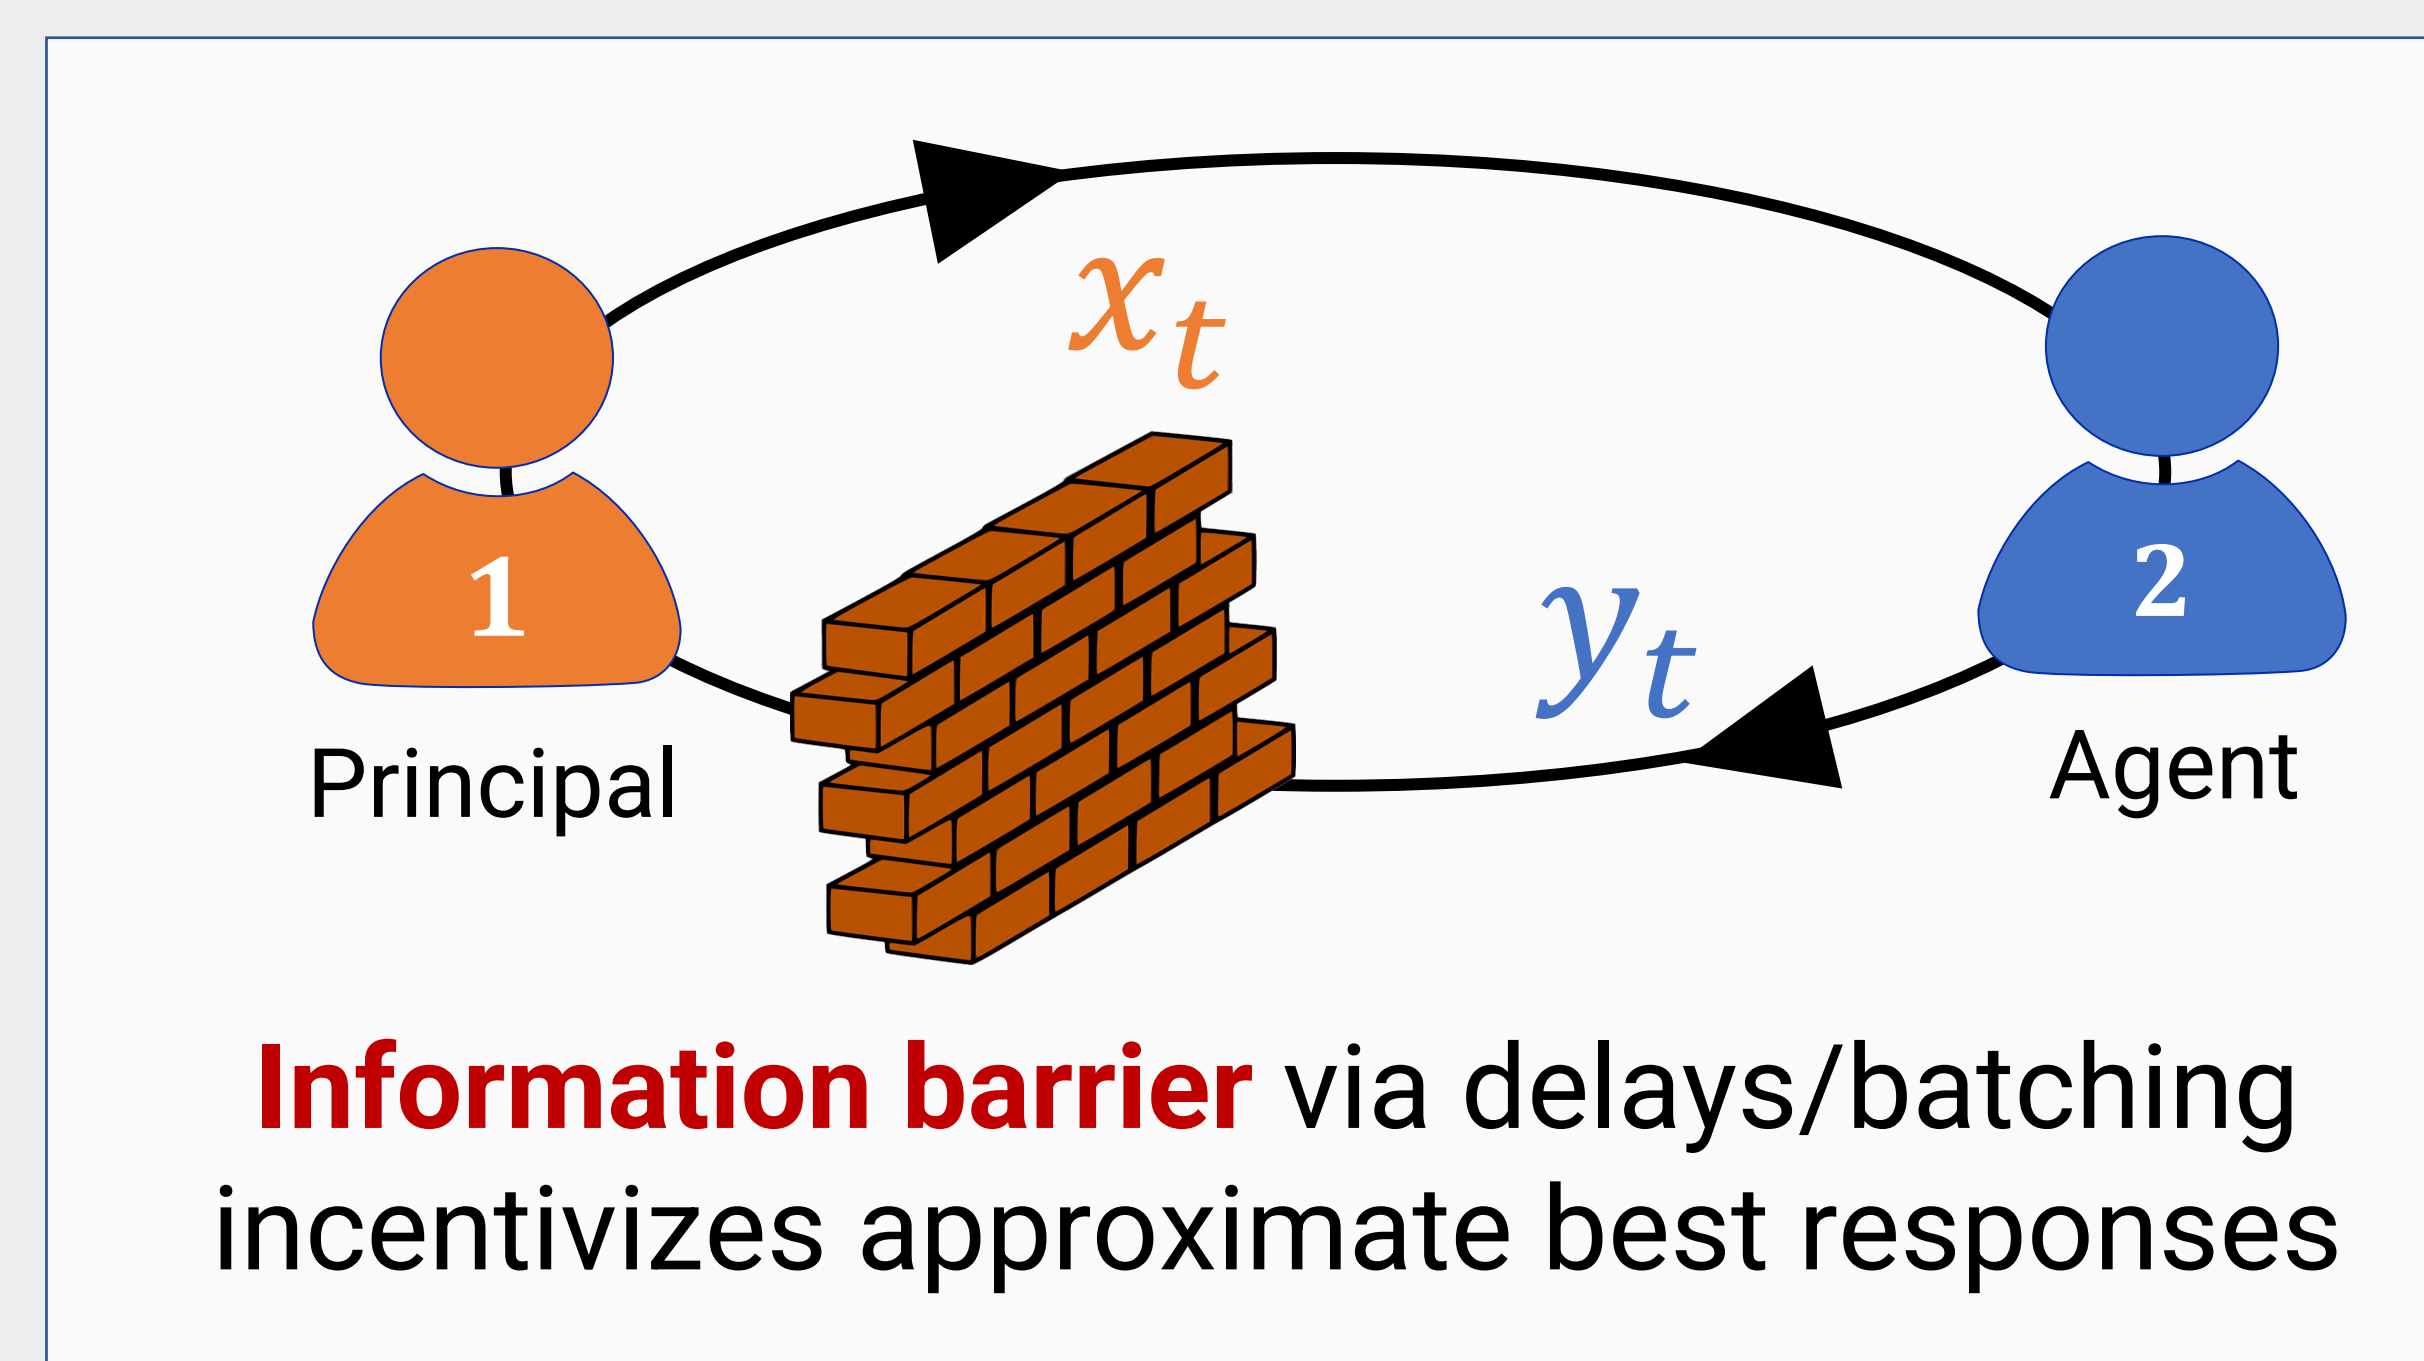 x_t
1
2
y_t
Principal
Agent
Information barrier via delays/batching
incentivizes approximate best responses